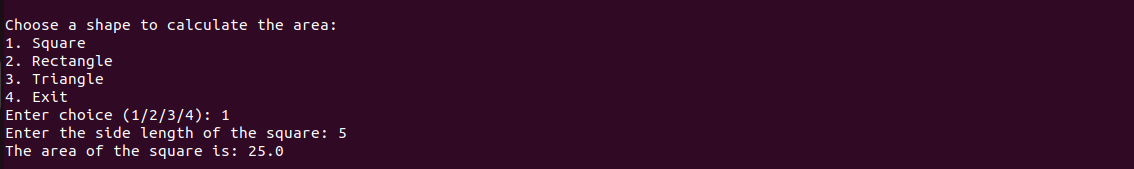 Choose a shape to calculate the area:
1. Square
2. Rectangle
3. Triangle
4. Exit
Enter choice (1/2/3/4): 1
Enter the side length of the square: 5
The area of the square is: 25.0